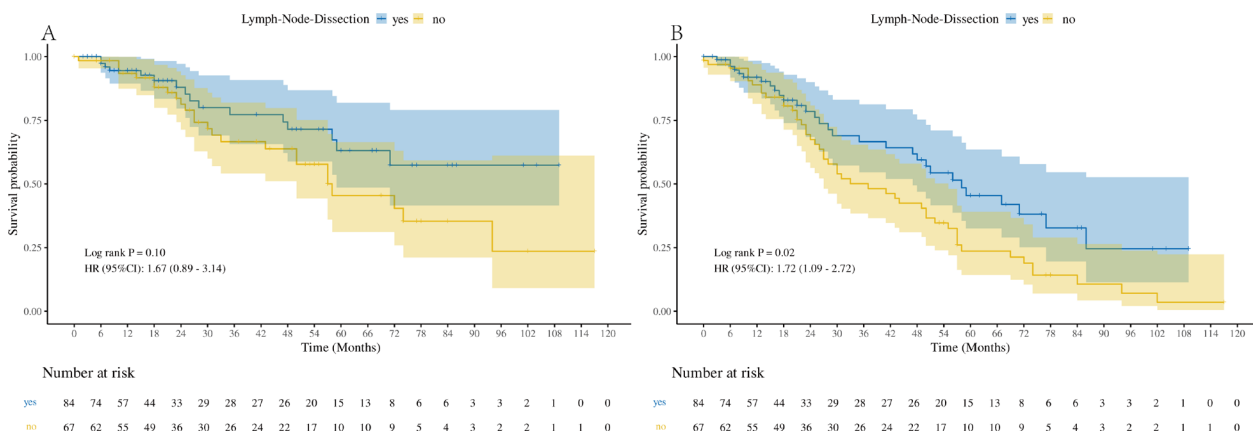 A
Lymph-Node-Dissection yes no
1.00
0.75
0.50
0.25
0.00
Survival probability
Log rank P = 0.10
HR (95%CI): 1.67 (0.89 - 3.14)
0 6 12 18 24 30 36 42 48 54 60 66 72 78 84 90 96 102 108 114 120
Time (Months)
Number at risk
yes 84 74 57 44 33 29 28 27 26 20 15 13 8 6 6 3 3 2 1 0 0
no 67 62 55 49 36 30 26 24 22 17 10 10 9 5 4 3 2 2 1 1 0
B
Lymph-Node-Dissection yes no
1.00
0.75
0.50
0.25
0.00
Survival probability
Log rank P = 0.02
HR (95%CI): 1.72 (1.09 - 2.72)
0 6 12 18 24 30 36 42 48 54 60 66 72 78 84 90 96 102 108 114 120
Time (Months)
Number at risk
yes 84 74 57 44 33 29 28 27 26 20 15 13 8 6 6 3 3 2 1 0 0
no 67 62 55 49 36 30 26 24 22 17 10 10 9 5 4 3 2 2 1 1 0